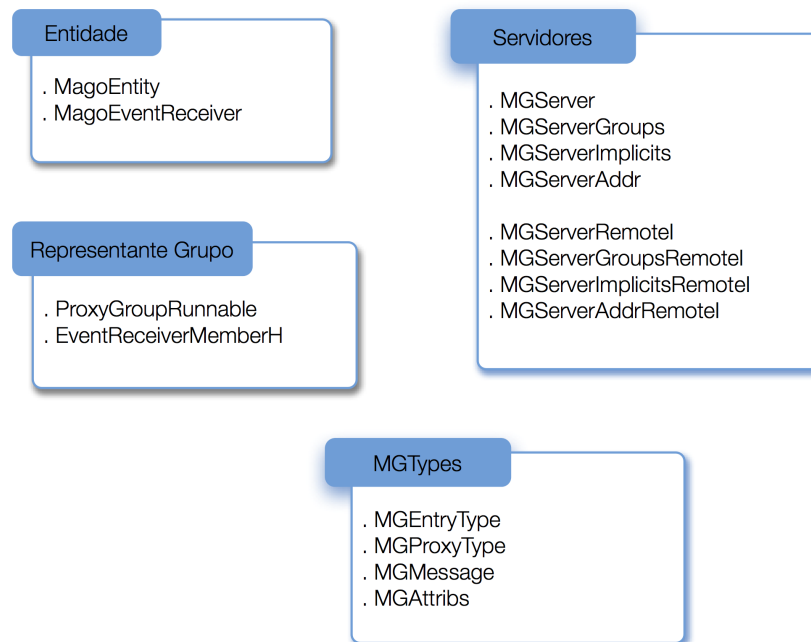 Entidade
. MagoEntity
. MagoEventReceiver
Servidores
. MGServer
. MGServerGroups
. MGServerImplicits
. MGServerAddr
. MGServerRemoteI
. MGServerGroupsRemoteI
. MGServerImplicitsRemoteI
. MGServerAddrRemoteI
Representante Grupo
. ProxyGroupRunnable
. EventReceiverMemberH
MGTypes
. MGEntryType
. MGProxyType
. MGMessage
. MGAttribs